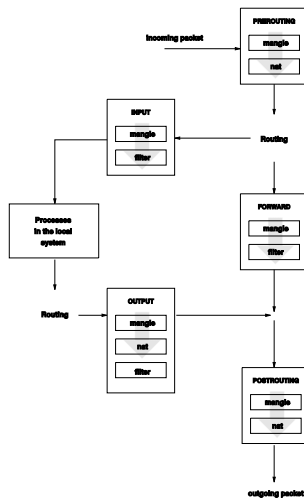 PREROUTING
Incoming packet
mangle
nat
INPUT
mangle
filter
Routing
Processes
in the local
system
FORWARD
mangle
filter
Routing
OUTPUT
mangle
nat
filter
POSTROUTING
mangle
nat
outgoing packet